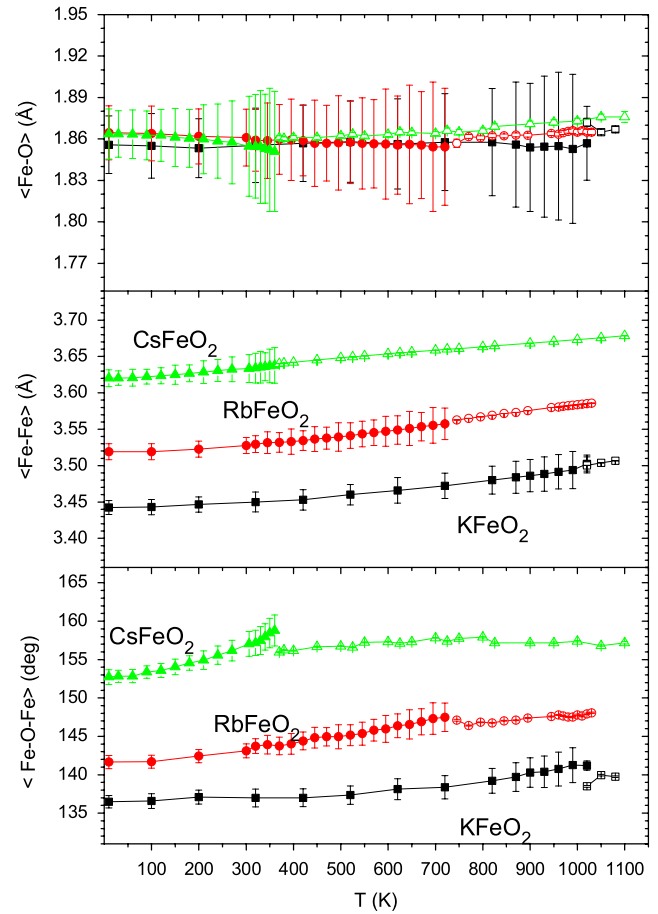 1.95
1.92
1.89
1.86
1.83
1.80
1.77
<Fe-O> (Å)
3.70
3.65
3.60
3.55
3.50
3.45
3.40
<Fe-Fe> (Å)
CsFeO2
RbFeO2
KFeO2
165
160
155
150
145
140
135
< Fe-O-Fe> (deg)
CsFeO2
RbFeO2
KFeO2
100 200 300 400 500 600 700 800 900 1000 1100
T (K)